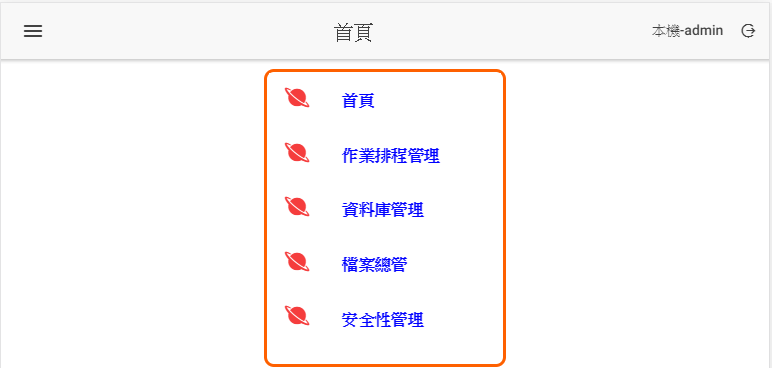 首頁
本機-admin
首頁
作業排程管理
資料庫管理
檔案總管
安全性管理